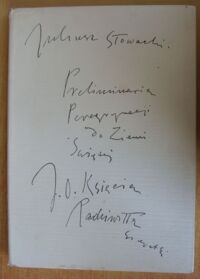 Juliusz Słowacki.
Preliminaria
Peregrynacji
do Ziemi
Świętej
J. O. Księcia
Radziwiłła